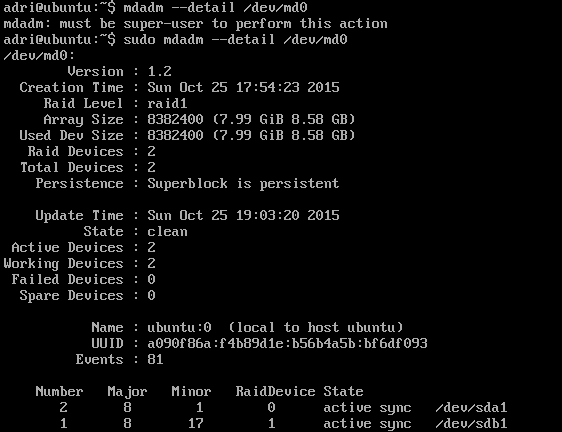 adri@ubuntu:~$ mdadm --detail /dev/md0
mdadm: must be super-user to perform this action
adri@ubuntu:~$ sudo mdadm --detail /dev/md0
/dev/md0:
        Version : 1.2
  Creation Time : Sun Oct 25 17:54:23 2015
     Raid Level : raid1
     Array Size : 8382400 (7.99 GiB 8.58 GB)
  Used Dev Size : 8382400 (7.99 GiB 8.58 GB)
   Raid Devices : 2
  Total Devices : 2
    Persistence : Superblock is persistent
    Update Time : Sun Oct 25 19:03:20 2015
          State : clean
 Active Devices : 2
Working Devices : 2
 Failed Devices : 0
  Spare Devices : 0
           Name : ubuntu:0  (local to host ubuntu)
           UUID : a090f86a:f4b89d1e:b56b4a5b:bf6df093
         Events : 81
    Number   Major   Minor   RaidDevice State
       2       8        1        0      active sync   /dev/sda1
       1       8       17        1      active sync   /dev/sdb1